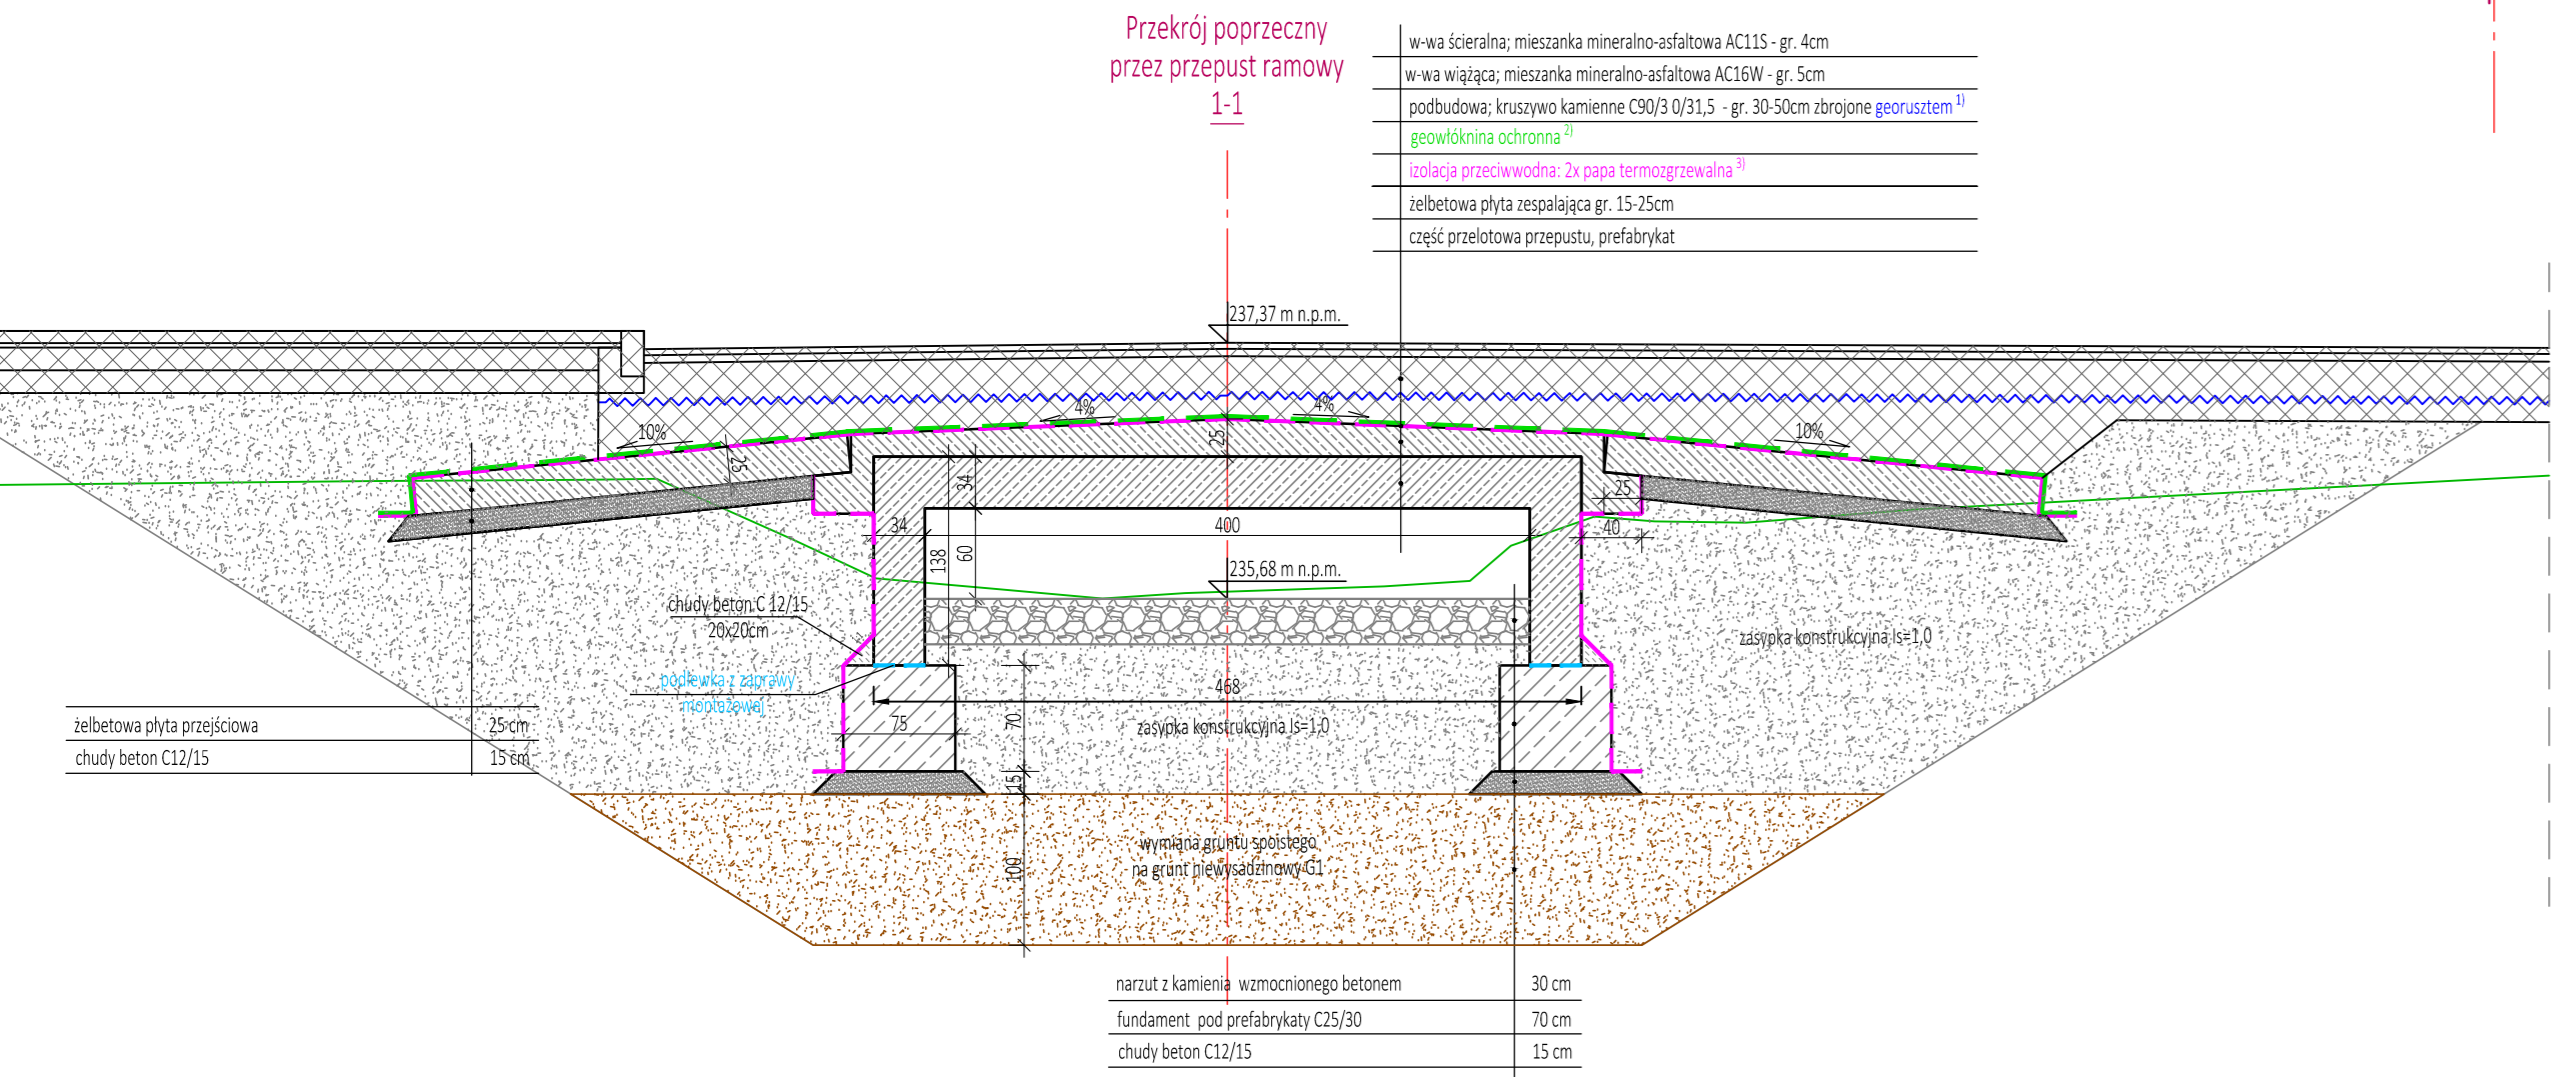 Przekrój poprzeczny
przez przepust ramowy
1-1
w-wa ścieralna; mieszanka mineralno-asfaltowa AC11S - gr. 4cm
w-wa wiążąca; mieszanka mineralno-asfaltowa AC16W - gr. 5cm
podbudowa; kruszywo kamienne C90/3 0/31,5 - gr. 30-50cm zbrojone georusztem 1)
geowłóknina ochronna 2)
izolacja przeciwwodna: 2x papa termozgrzewalna 3)
żelbetowa płyta zespalająca gr. 15-25cm
część przelotowa przepustu, prefabrykat
237,37 m n.p.m.
4%
4%
10%
10%
25
25
34
25
34
400
40
138
60
235,68 m n.p.m.
chudy beton C 12/15
20x20cm
zasypka konstrukcyjna Is=1,0
podlewka z zaprawy
montażowej
468
75
70
zasypka konstrukcyjna Is=1,0
żelbetowa płyta przejściowa 25 cm
chudy beton C12/15 15 cm
15
wymiana gruntu spoistego
na grunt niewysadzinowy G1
100
narzut z kamienia wzmocnionego betonem 30 cm
fundament pod prefabrykaty C25/30 70 cm
chudy beton C12/15 15 cm